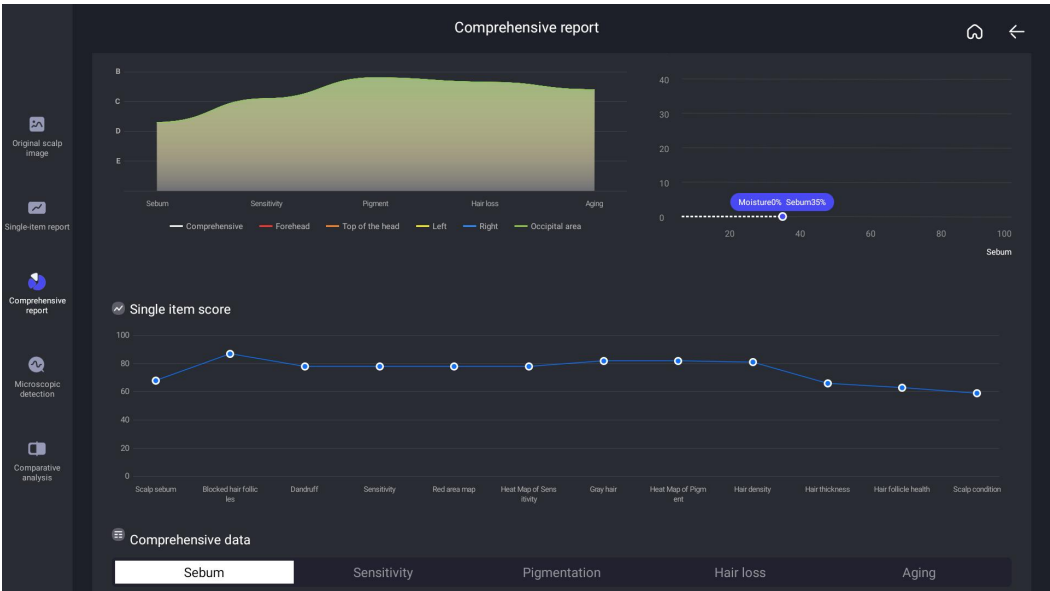 Comprehensive report
Original scalp
image
Single-item report
Comprehensive
report
Microscopic
detection
Comparative
analysis
B
C
D
E
Sebum
Sensitivity
Pigment
Hair loss
Aging
Comprehensive
Forehead
Top of the head
Left
Right
Occipital area
40
30
20
10
0
Moisture0% Sebum35%
20
40
60
80
100
Sebum
Single item score
100
80
60
40
20
0
Scalp sebum
Blocked hair follic
les
Dandruff
Sensitivity
Red area map
Heat Map of Sens
itivity
Gray hair
Heat Map of Pigm
ent
Hair density
Hair thickness
Hair follicle health
Scalp condition
Comprehensive data
Sebum
Sensitivity
Pigmentation
Hair loss
Aging